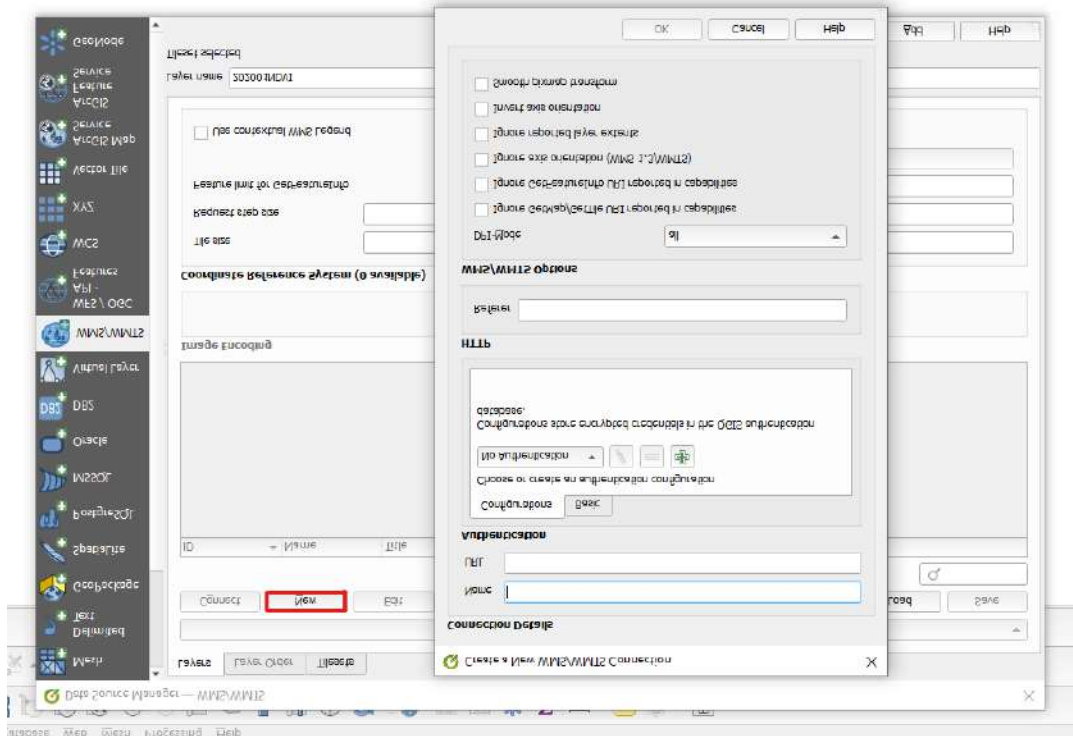 Web Mesh Processing Help
Data Source Manager — WMS/WMTS
Mesh
Delimited
Text
GeoPackage
SpatiaLite
PostgreSQL
MSSQL
Oracle
DB2
DB2
Virtual Layer
WMS/WMTS
WFS / OGC
API -
Features
WCS
XYZ
Vector Tile
ArcGIS Map
Service
ArcGIS
Feature
Service
GeoNode
Layers Layer Order Tilesets
Connect New Edit
Load Save
ID Name Title
Image Encoding
Coordinate Reference System (0 available)
Tile size
Request step size
Feature limit for GetFeatureInfo
Use contextual WMS Legend
Layer name 202001NDVI
Tileset selected
Add Help
Create a New WMS/WMTS Connection
Connection Details
Name
URL
Authentication
Configurations Basic
Choose or create an authentication configuration
No Authentication
Configurations store encrypted credentials in the QGIS authentication
database.
HTTP
Referer
WMS/WMTS Options
DPI-Mode all
Ignore GetMap/GetTile URI reported in capabilities
Ignore GetFeatureInfo URI reported in capabilities
Ignore axis orientation (WMS 1.3/WMTS)
Ignore reported layer extents
Invert axis orientation
Smooth pixmap transform
OK Cancel Help